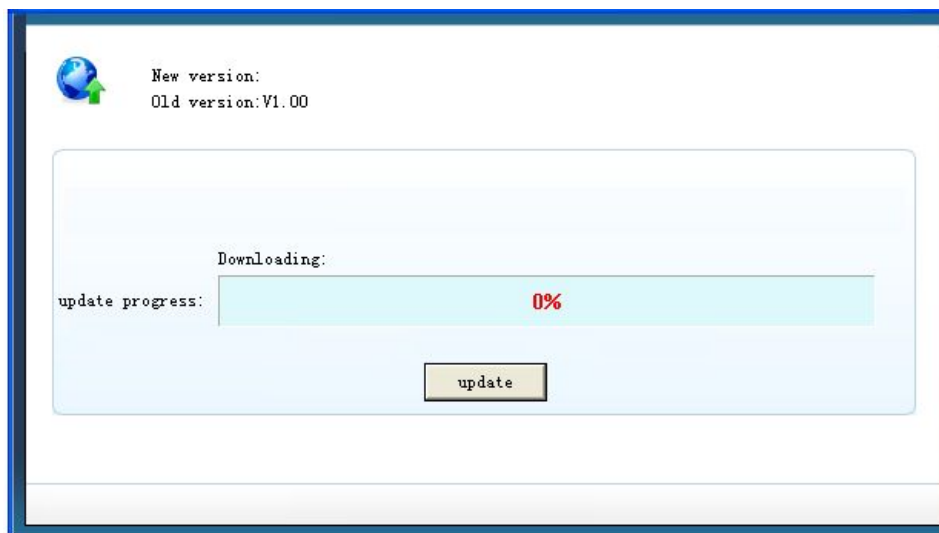 New version:
Old version:V1.00
Downloading:
update progress:
0%
update